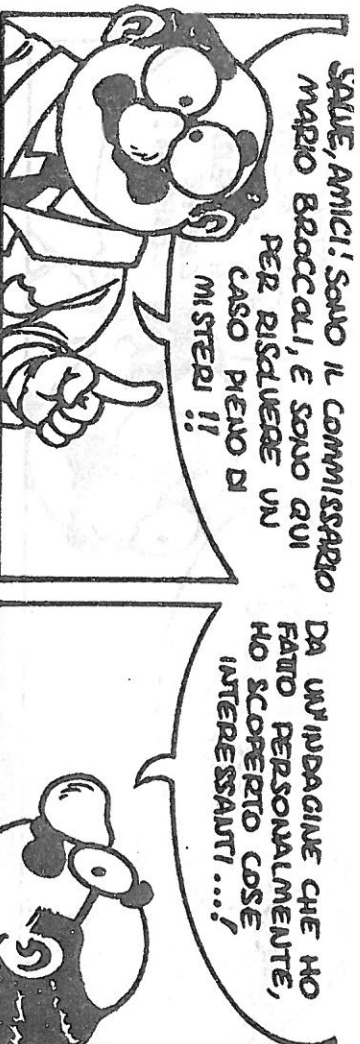 SALVE, AMICI! SONO IL COMMISSARIO
MARIO BROCCOLI, E SONO QUI
PER RISOLVERE UN
CASO PIENO DI
MISTERI !!
DA UN'INDAGINE CHE HO
FATTO PERSONALMENTE,
HO SCOPERTO COSE
INTERESSANTI....!